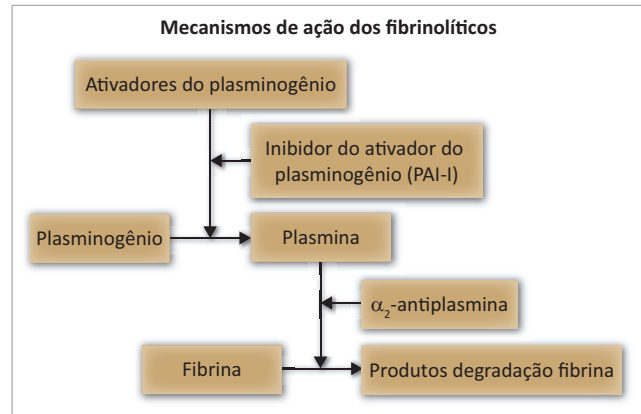 Mecanismos de ação dos fibrinolíticos
Ativadores do plasminogênio
Inibidor do ativador do
plasminogênio (PAI-I)
Plasminogênio
Plasmina
α₂-antiplasmina
Fibrina
Produtos degradação fibrina